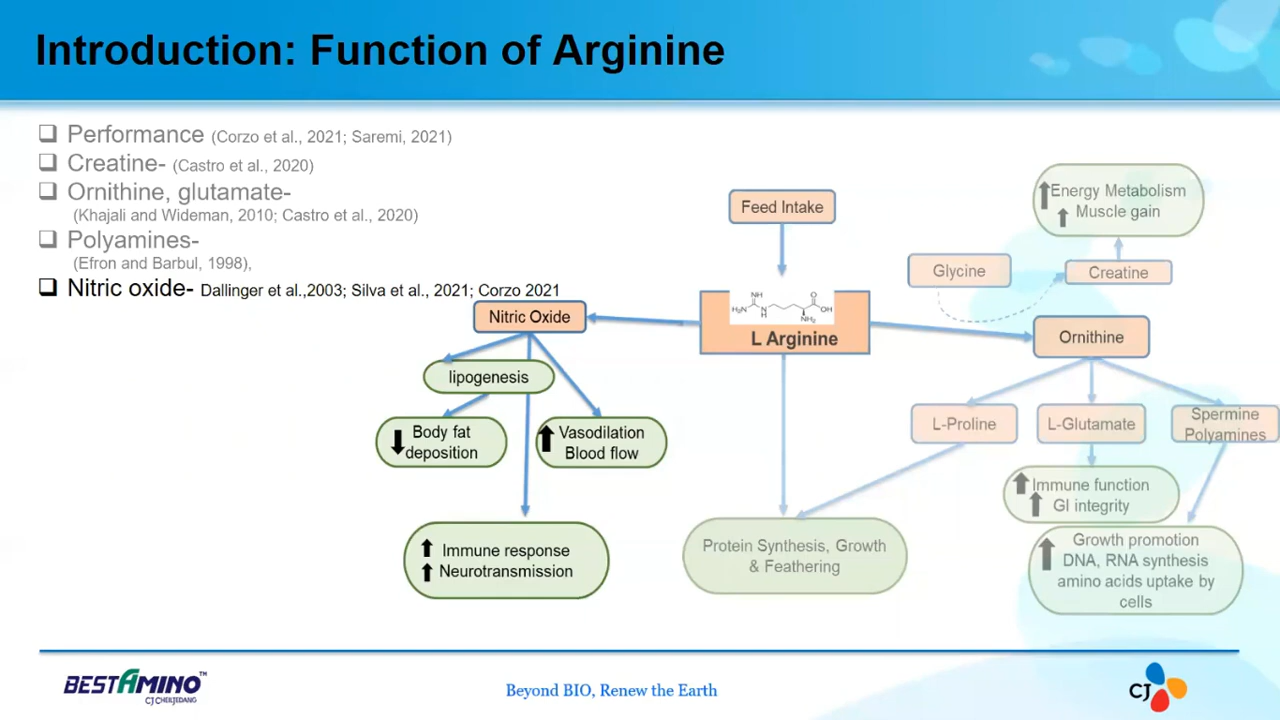 Introduction: Function of Arginine
❑ Performance (Corzo et al., 2021; Saremi, 2021)
❑ Creatine- (Castro et al., 2020)
❑ Ornithine, glutamate-
(Khajali and Wideman, 2010; Castro et al., 2020)
❑ Polyamines-
(Efron and Barbul, 1998),
❑ Nitric oxide- Dallinger et al.,2003; Silva et al., 2021; Corzo 2021
Feed Intake
Energy Metabolism
Muscle gain
Glycine
Creatine
NH
H₂N
N
H
O
OH
NH₂
L Arginine
Nitric Oxide
Ornithine
lipogenesis
Body fat
deposition
Vasodilation
Blood flow
L-Proline
L-Glutamate
Spermine
Polyamines
Immune function
GI integrity
Immune response
Neurotransmission
Protein Synthesis, Growth
& Feathering
Growth promotion
DNA, RNA synthesis
amino acids uptake by
cells
BESTAMINO™
CJ CHEILJEDANG
Beyond BIO, Renew the Earth
CJ